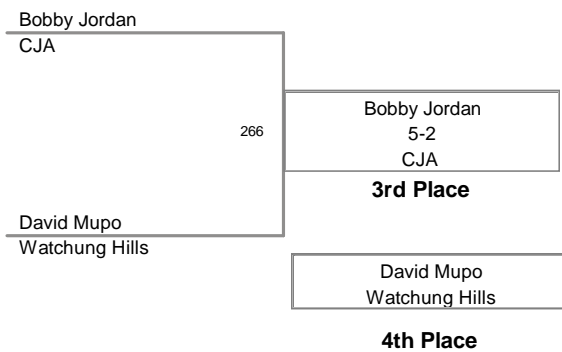 Bobby Jordan
CJA
266
Bobby Jordan
5-2
CJA
3rd Place
David Mupo
Watchung Hills
David Mupo
Watchung Hills
4th Place